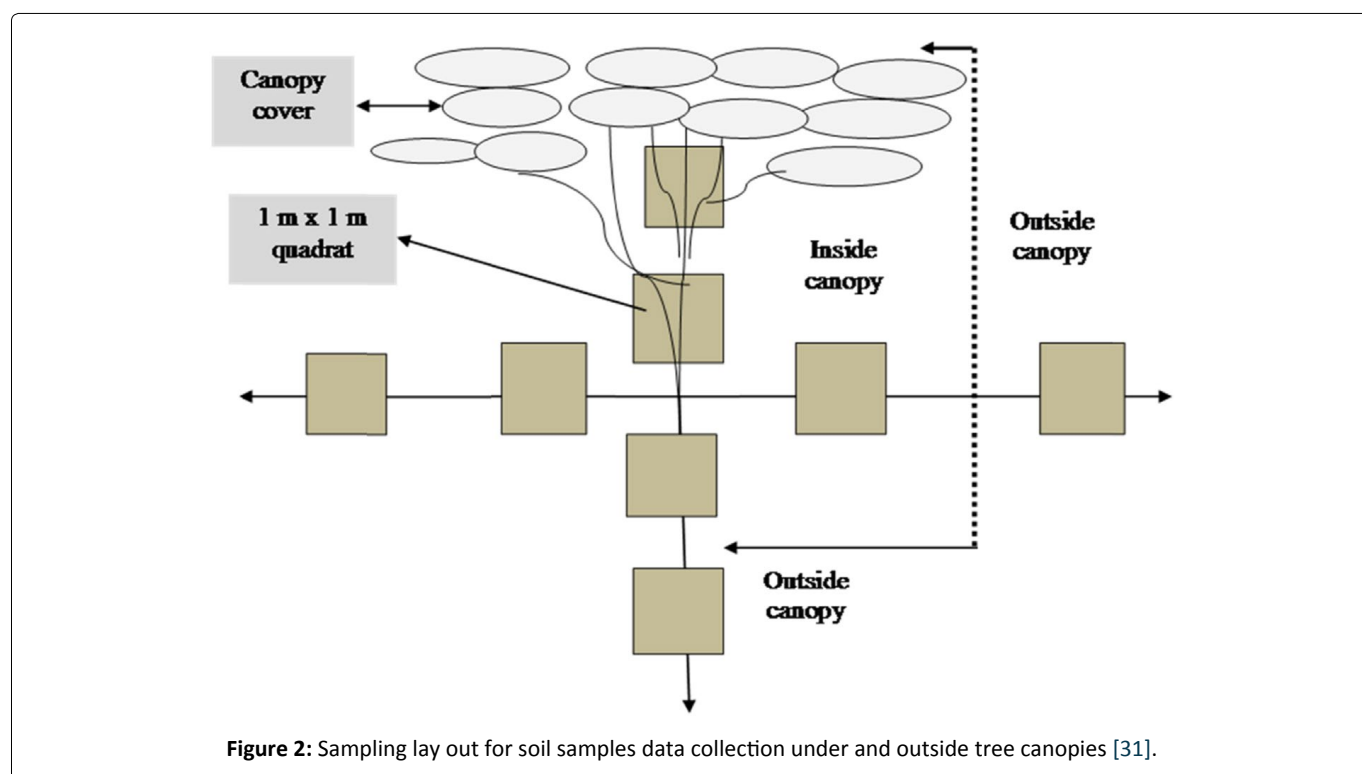 Canopy
cover
1 m x 1 m
quadrat
Inside
canopy
Outside
canopy
Outside
canopy
Figure 2: Sampling lay out for soil samples data collection under and outside tree canopies [31].